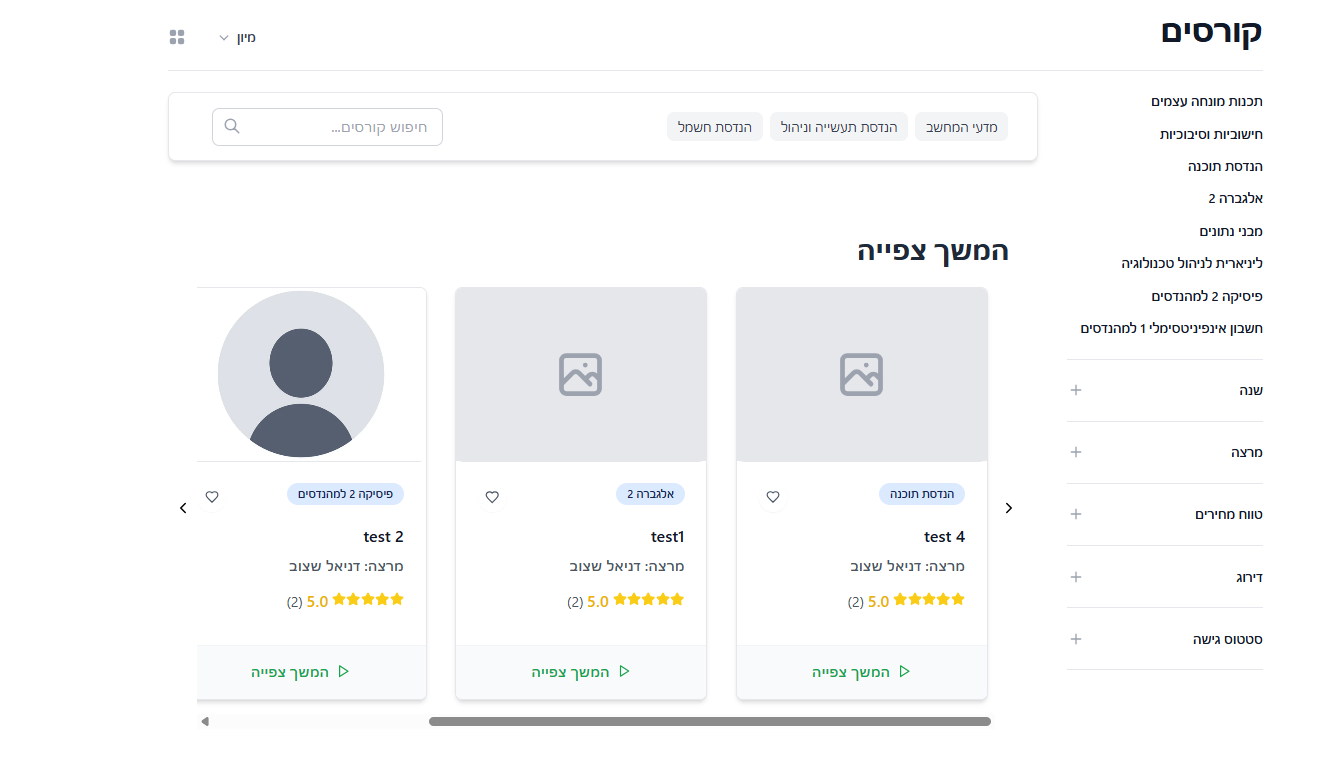 קורסים
מיון
תכנות מונחה עצמים
חישוביות וסיבוכיות
הנדסת תוכנה
אלגברה 2
מבני נתונים
ליניארית לניהול טכנולוגיה
פיסיקה 2 למהנדסים
חשבון אינפיניטסימלי 1 למהנדסים
שנה
מרצה
טווח מחירים
דירוג
סטטוס גישה
מדעי המחשב
הנדסת תעשייה וניהול
הנדסת חשמל
חיפוש קורסים...
המשך צפייה
הנדסת תוכנה
test 4
מרצה: דניאל שצוב
5.0 (2)
המשך צפייה
אלגברה 2
test1
מרצה: דניאל שצוב
5.0 (2)
המשך צפייה
פיסיקה 2 למהנדסים
test 2
מרצה: דניאל שצוב
5.0 (2)
המשך צפייה